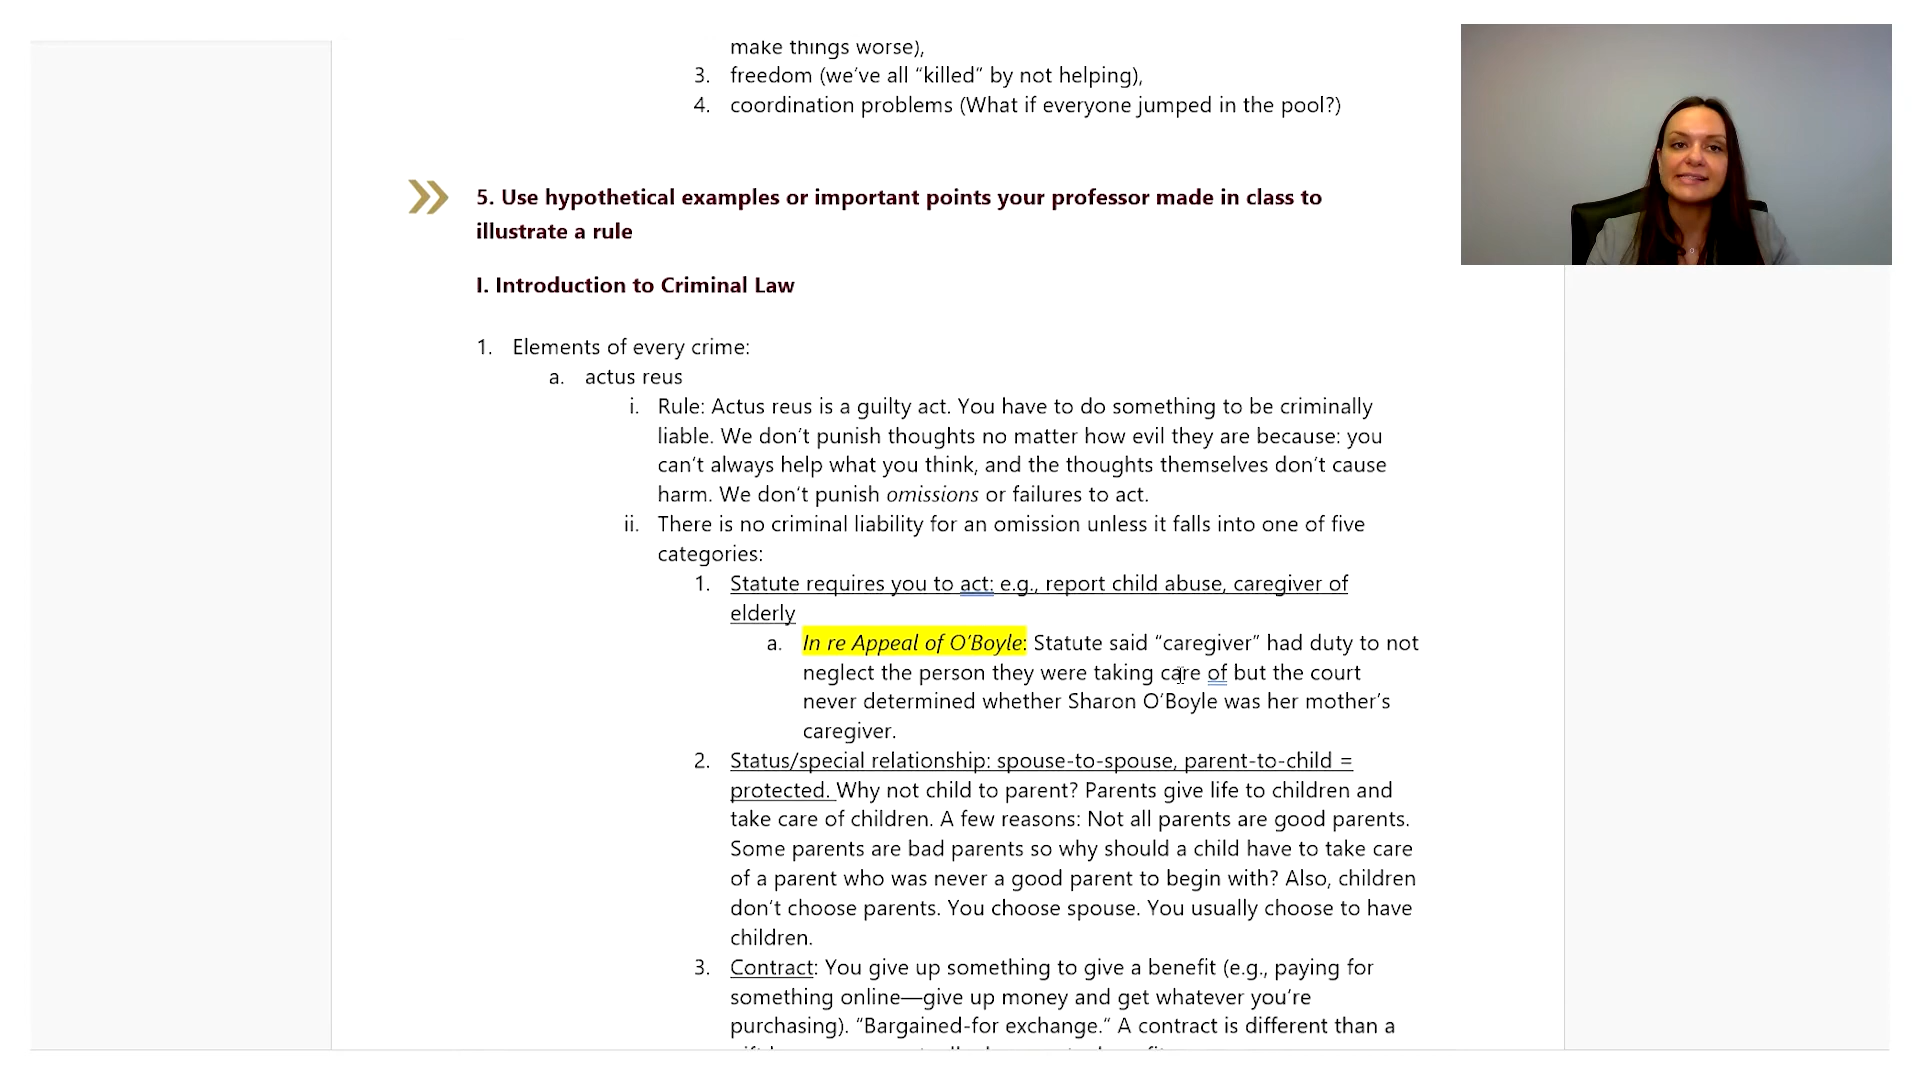 make things worse),
3. freedom (we’ve all “killed” by not helping),
4. coordination problems (What if everyone jumped in the pool?)
5. Use hypothetical examples or important points your professor made in class to
illustrate a rule
I. Introduction to Criminal Law
1. Elements of every crime:
a. actus reus
i. Rule: Actus reus is a guilty act. You have to do something to be criminally
liable. We don’t punish thoughts no matter how evil they are because: you
can’t always help what you think, and the thoughts themselves don’t cause
harm. We don’t punish omissions or failures to act.
ii. There is no criminal liability for an omission unless it falls into one of five
categories:
1. Statute requires you to act: e.g., report child abuse, caregiver of
elderly
a. In re Appeal of O’Boyle: Statute said “caregiver” had duty to not
neglect the person they were taking care of but the court
never determined whether Sharon O’Boyle was her mother’s
caregiver.
2. Status/special relationship: spouse-to-spouse, parent-to-child =
protected. Why not child to parent? Parents give life to children and
take care of children. A few reasons: Not all parents are good parents.
Some parents are bad parents so why should a child have to take care
of a parent who was never a good parent to begin with? Also, children
don’t choose parents. You choose spouse. You usually choose to have
children.
3. Contract: You give up something to give a benefit (e.g., paying for
something online—give up money and get whatever you’re
purchasing). “Bargained-for exchange.” A contract is different than a